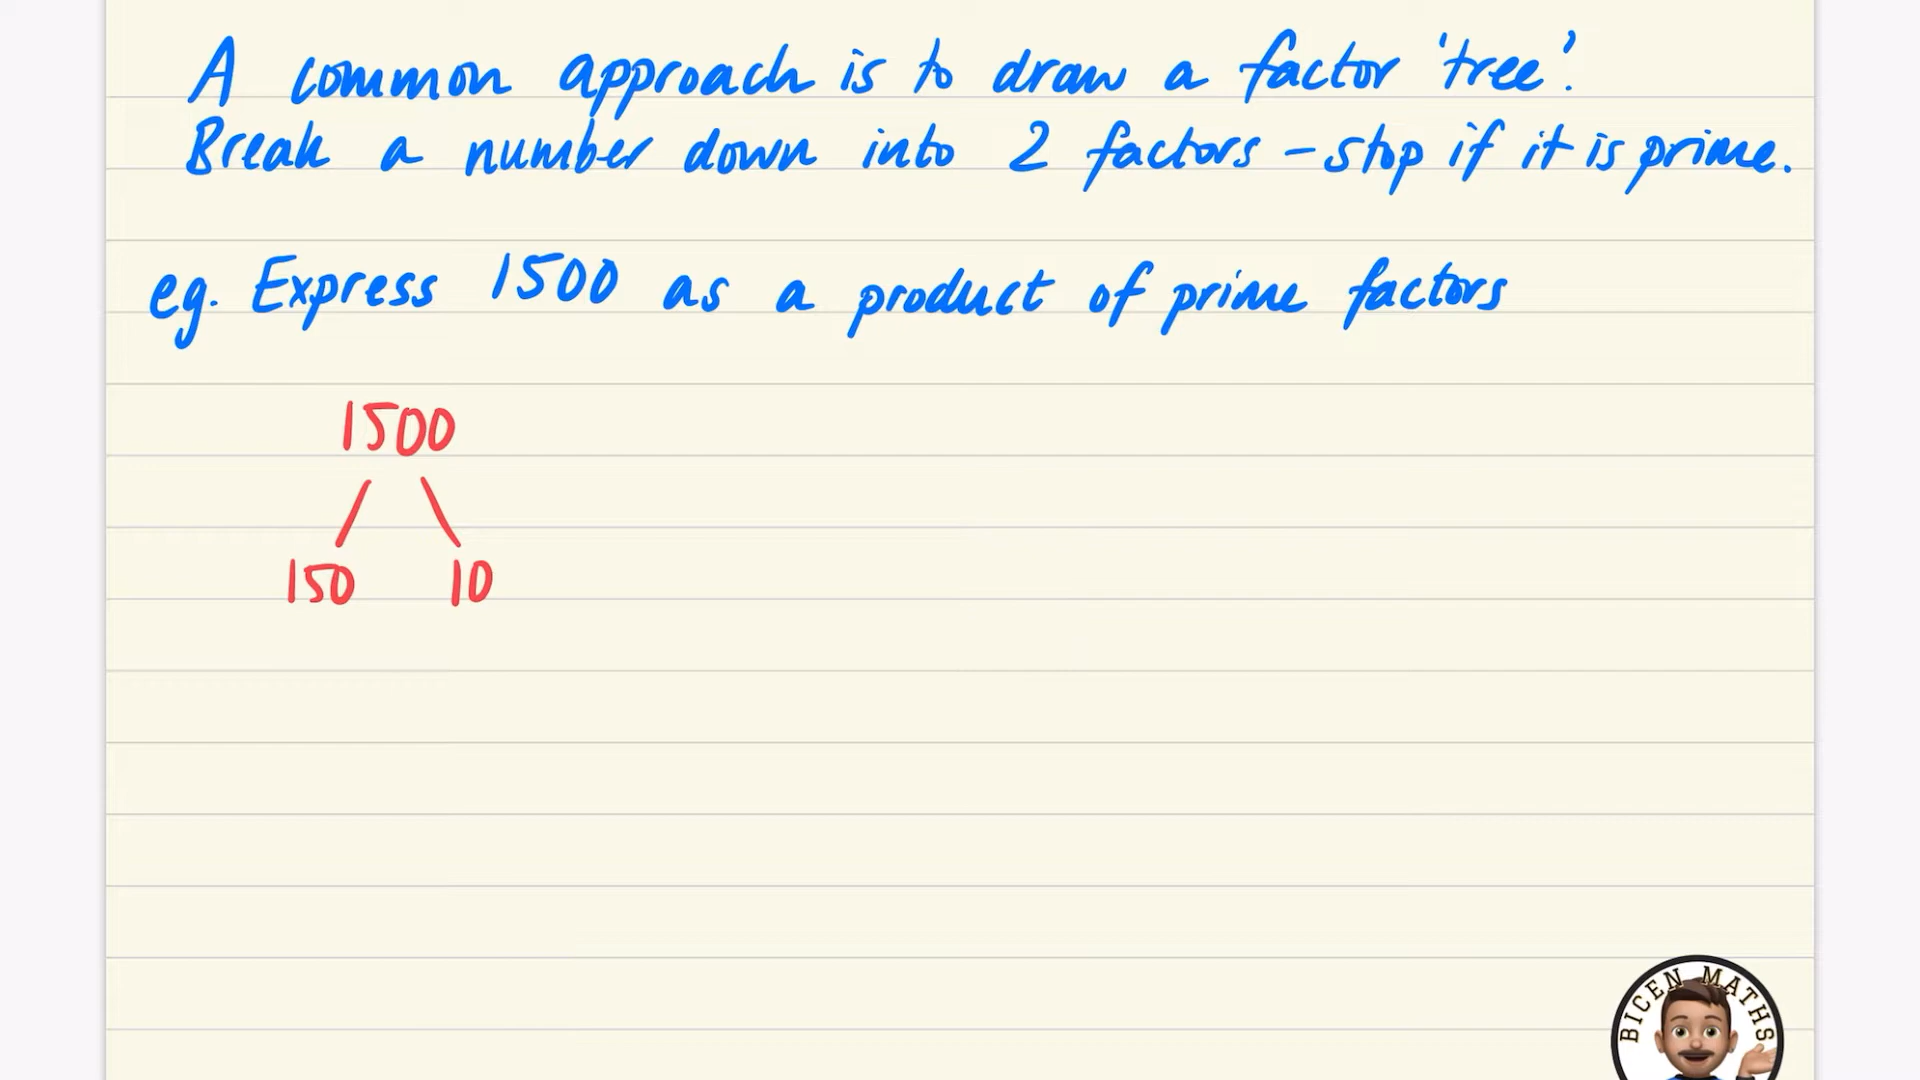 A common approach is to draw a factor 'tree'.
Break a number down into 2 factors – stop if it is prime.
eg. Express 1500 as a product of prime factors
1500
150 10
BICEN MATHS